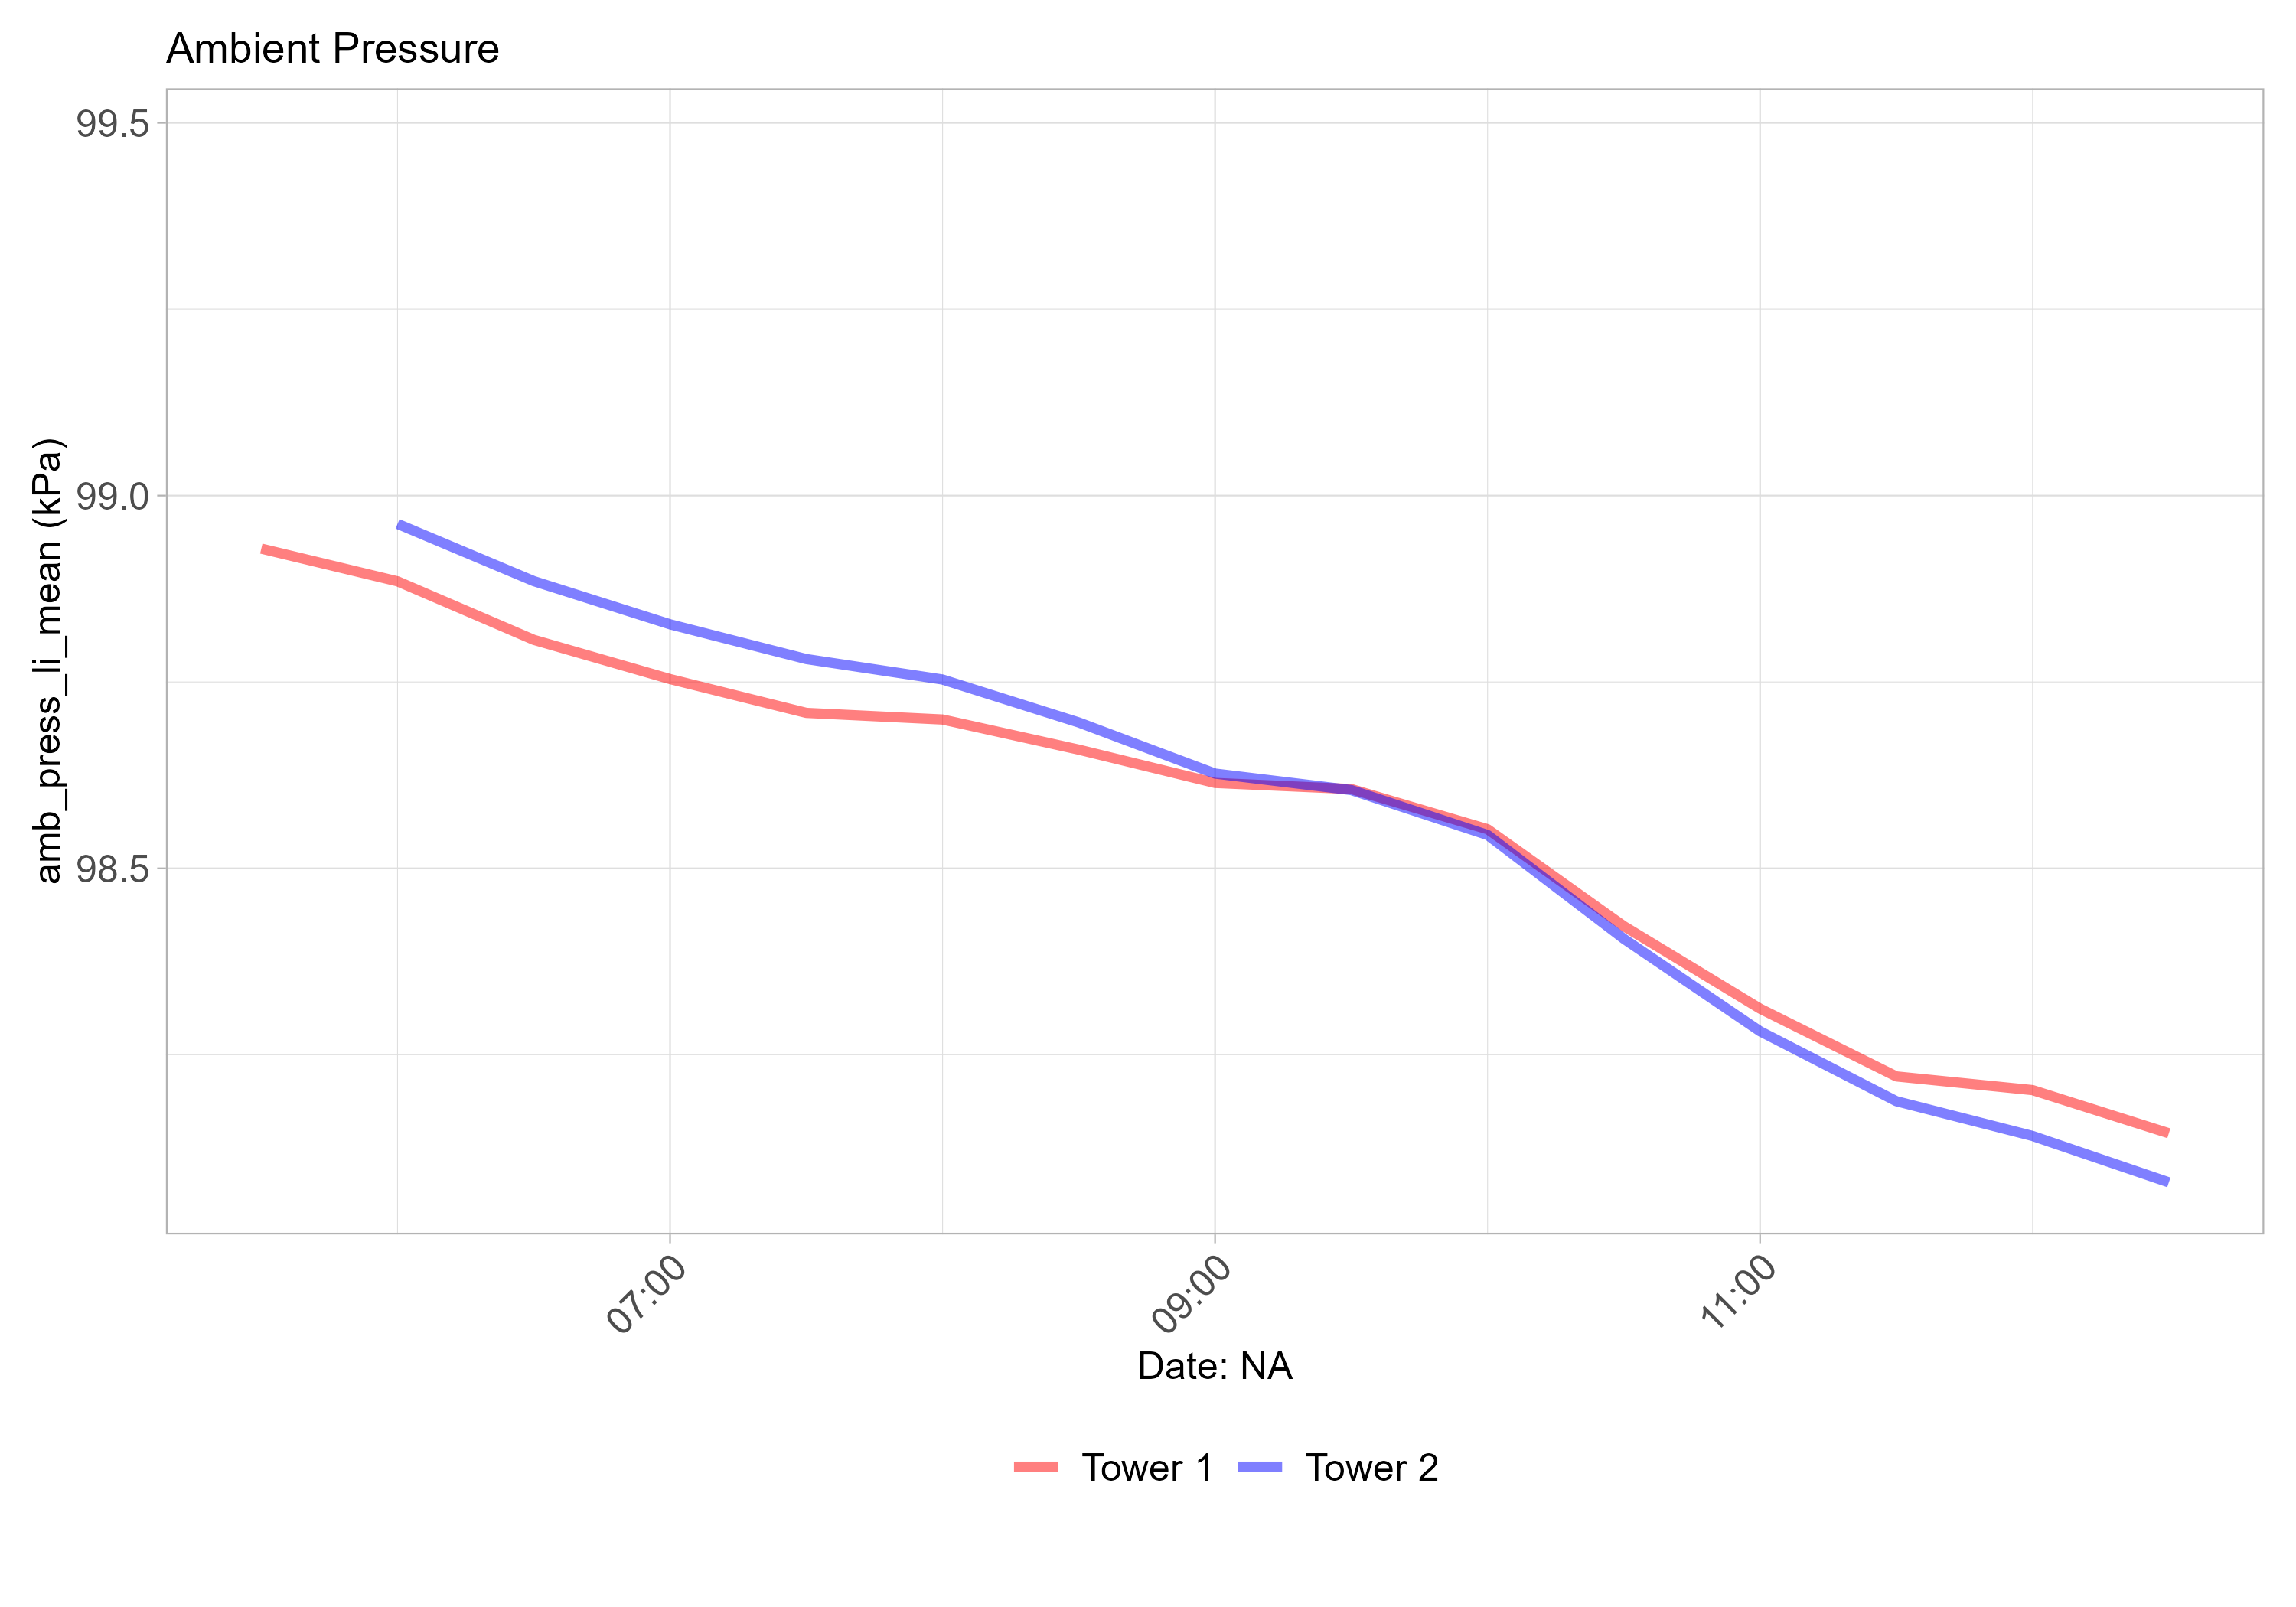 Ambient Pressure
amb_press_li_mean (kPa)
99.5
99.0
98.5
07:00
09:00
11:00
Date: NA
Tower 1
Tower 2